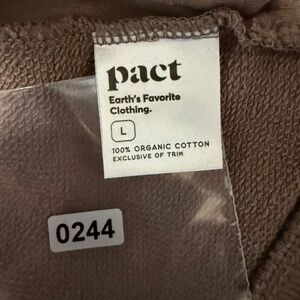 pact
Earth's Favorite
Clothing.
L
100% ORGANIC COTTON
EXCLUSIVE OF TRIM
0244